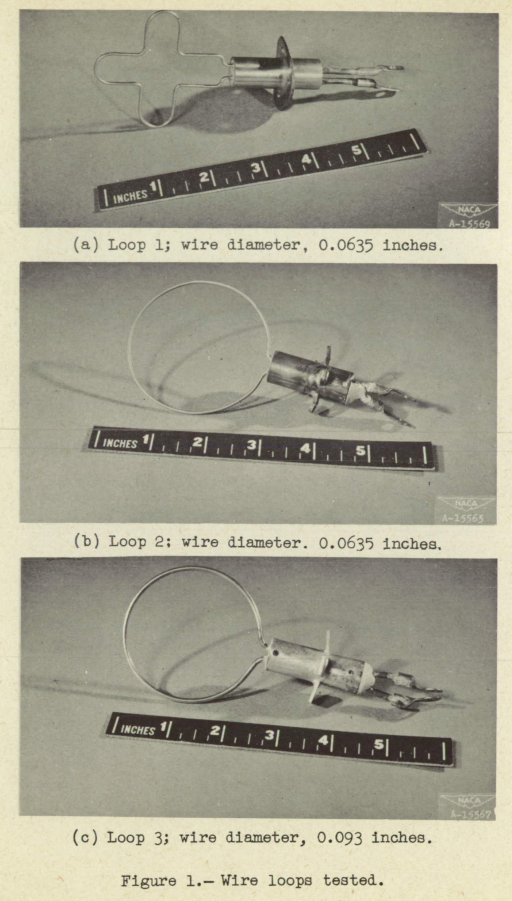 INCHES 1 2 3 4 5
NACA
A-15569
(a) Loop 1; wire diameter, 0.0635 inches.
INCHES 1 2 3 4 5
NACA
A-15565
(b) Loop 2: wire diameter. 0.0635 inches.
INCHES 1 2 3 4 5
NACA
A-15567
(c) Loop 3; wire diameter, 0.093 inches.
Figure 1.— Wire loops tested.